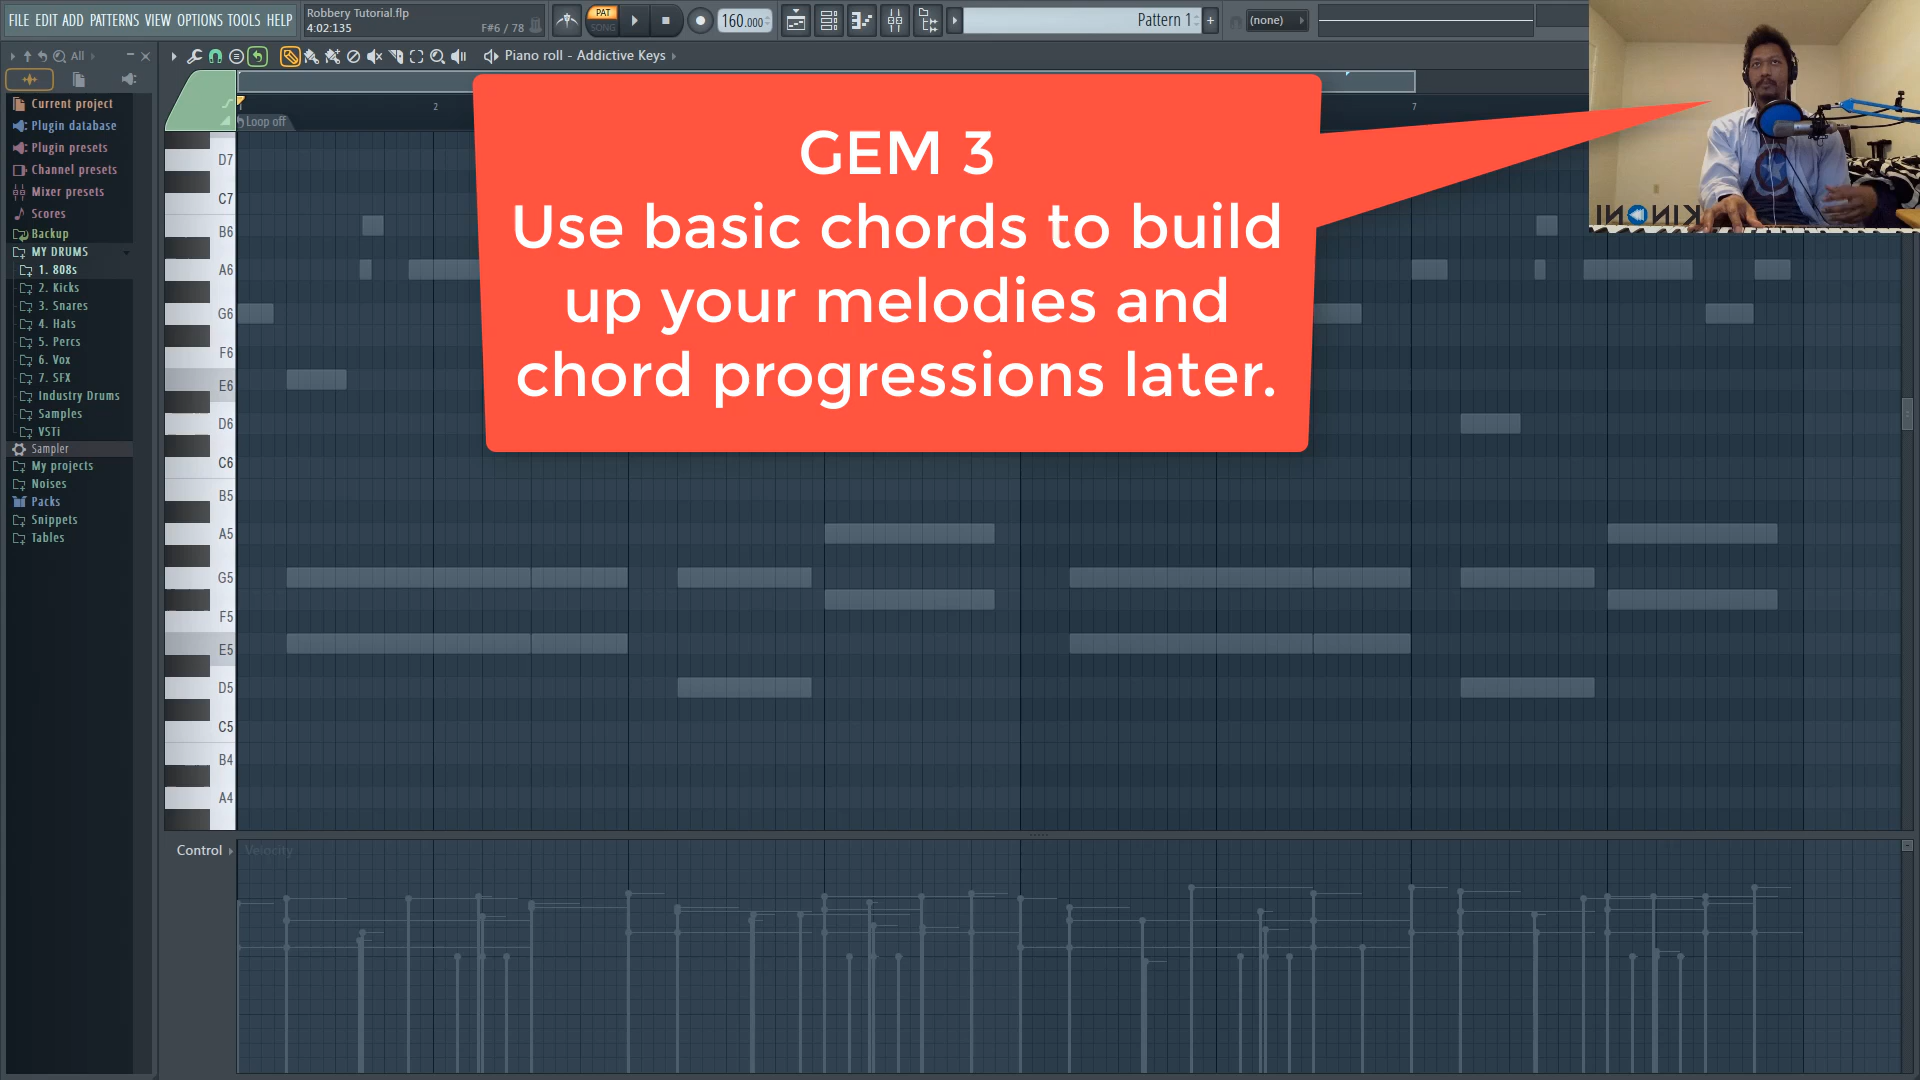 FILE EDIT ADD PATTERNS VIEW OPTIONS TOOLS HELP
Robbery Tutorial.flp
4:02:135
F#6 / 78
PAT
SONG
160.000
Pattern 1
(none)
All
Piano roll - Addictive Keys
Loop off
2
7
Current project
Plugin database
Plugin presets
Channel presets
Mixer presets
Scores
Backup
MY DRUMS
1. 808s
2. Kicks
3. Snares
4. Hats
5. Percs
6. Vox
7. SFX
Industry Drums
Samples
VSTi
Sampler
My projects
Noises
Packs
Snippets
Tables
D7
C7
B6
A6
G6
F6
E6
D6
C6
B5
A5
G5
F5
E5
D5
C5
B4
A4
GEM 3
Use basic chords to build
up your melodies and
chord progressions later.
KINONI
Control
Velocity